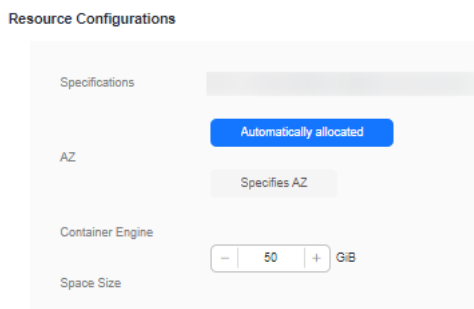 Resource Configurations
Specifications
Automatically allocated
AZ
Specifies AZ
Container Engine
− 50 + GiB
Space Size